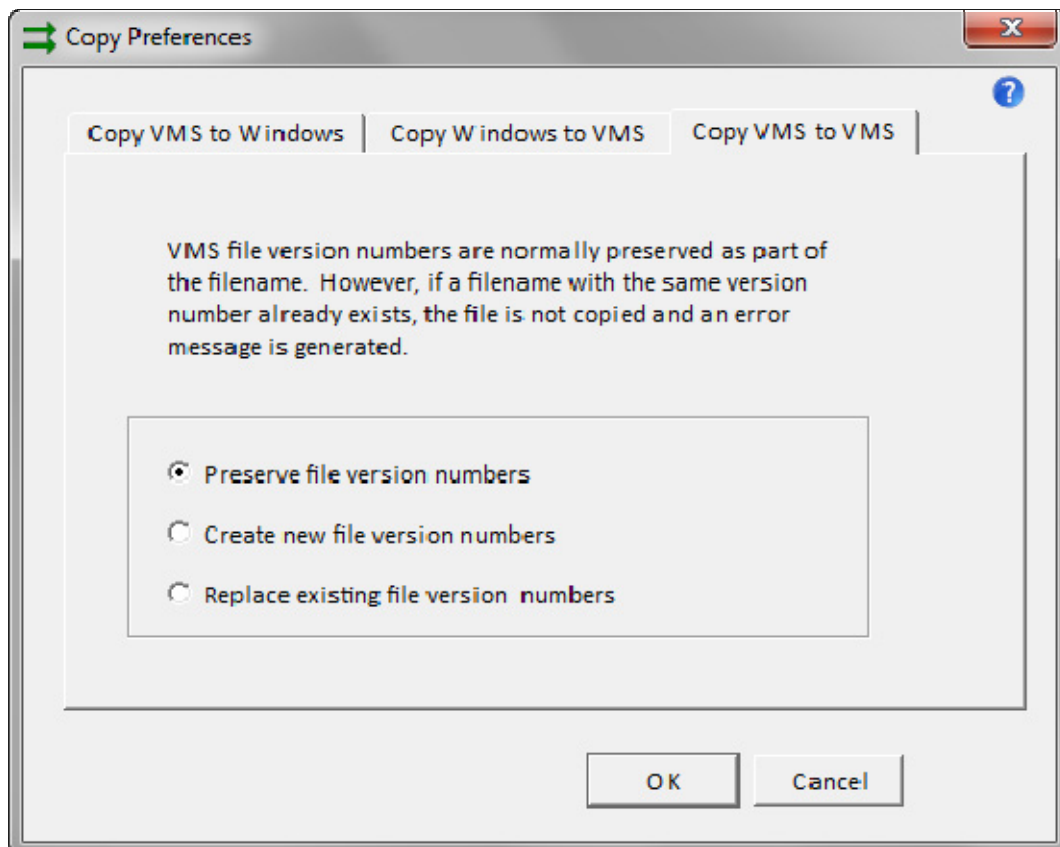 Copy Preferences
Copy VMS to Windows
Copy Windows to VMS
Copy VMS to VMS
VMS file version numbers are normally preserved as part of
the filename.  However, if a filename with the same version
number already exists, the file is not copied and an error
message is generated.
Preserve file version numbers
Create new file version numbers
Replace existing file version numbers
OK
Cancel